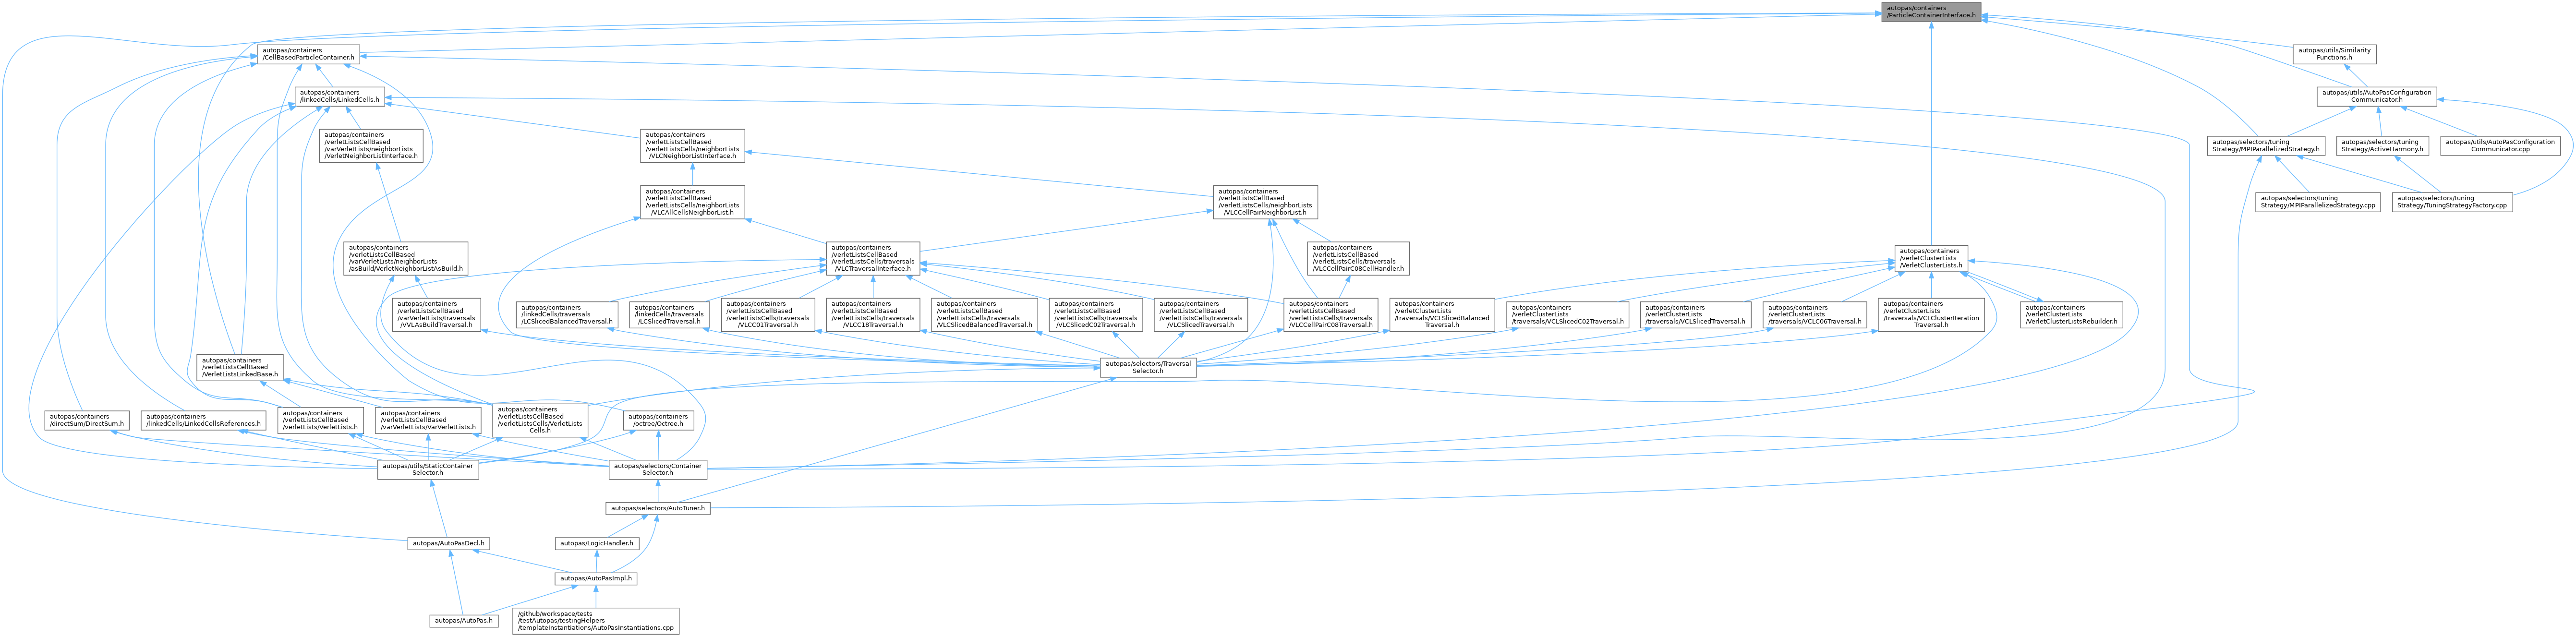 autopas/containers
/ParticleContainerInterface.h
autopas/containers
/CellBasedParticleContainer.h
autopas/utils/Similarity
Functions.h
autopas/containers
/linkedCells/LinkedCells.h
autopas/utils/AutoPasConfiguration
Communicator.h
autopas/containers
/verletListsCellBased
/varVerletLists/neighborLists
/VerletNeighborListInterface.h
autopas/containers
/verletListsCellBased
/verletListsCells/neighborLists
/VLCNeighborListInterface.h
autopas/selectors/tuning
Strategy/MPIParallelizedStrategy.h
autopas/selectors/tuning
Strategy/ActiveHarmony.h
autopas/utils/AutoPasConfiguration
Communicator.cpp
autopas/containers
/verletListsCellBased
/verletListsCells/neighborLists
/VLCAllCellsNeighborList.h
autopas/containers
/verletListsCellBased
/verletListsCells/neighborLists
/VLCCellPairNeighborList.h
autopas/selectors/tuning
Strategy/MPIParallelizedStrategy.cpp
autopas/selectors/tuning
Strategy/TuningStrategyFactory.cpp
autopas/containers
/verletListsCellBased
/varVerletLists/neighborLists
/asBuild/VerletNeighborListAsBuild.h
autopas/containers
/verletListsCellBased
/verletListsCells/traversals
/VLCTraversalInterface.h
autopas/containers
/verletListsCellBased
/verletListsCells/traversals
/VLCCellPairC08CellHandler.h
autopas/containers
/verletClusterLists
/VerletClusterLists.h
autopas/containers
/verletListsCellBased
/varVerletLists/traversals
/VVLAsBuildTraversal.h
autopas/containers
/linkedCells/traversals
/LCSlicedBalancedTraversal.h
autopas/containers
/linkedCells/traversals
/LCSlicedTraversal.h
autopas/containers
/verletListsCellBased
/verletListsCells/traversals
/VLCC01Traversal.h
autopas/containers
/verletListsCellBased
/verletListsCells/traversals
/VLCC18Traversal.h
autopas/containers
/verletListsCellBased
/verletListsCells/traversals
/VLCSlicedBalancedTraversal.h
autopas/containers
/verletListsCellBased
/verletListsCells/traversals
/VLCSlicedC02Traversal.h
autopas/containers
/verletListsCellBased
/verletListsCells/traversals
/VLCSlicedTraversal.h
autopas/containers
/verletListsCellBased
/verletListsCells/traversals
/VLCCellPairC08Traversal.h
autopas/containers
/verletClusterLists
/traversals/VCLSlicedBalanced
Traversal.h
autopas/containers
/verletClusterLists
/traversals/VCLSlicedC02Traversal.h
autopas/containers
/verletClusterLists
/traversals/VCLSlicedTraversal.h
autopas/containers
/verletClusterLists
/traversals/VCLC06Traversal.h
autopas/containers
/verletClusterLists
/traversals/VCLClusterIteration
Traversal.h
autopas/containers
/verletClusterLists
/VerletClusterListsRebuilder.h
autopas/containers
/verletListsCellBased
/VerletListsLinkedBase.h
autopas/selectors/Traversal
Selector.h
autopas/containers
/directSum/DirectSum.h
autopas/containers
/linkedCells/LinkedCellsReferences.h
autopas/containers
/verletListsCellBased
/verletLists/VerletLists.h
autopas/containers
/verletListsCellBased
/varVerletLists/VarVerletLists.h
autopas/containers
/verletListsCellBased
/verletListsCells/VerletLists
Cells.h
autopas/containers
/octree/Octree.h
autopas/utils/StaticContainer
Selector.h
autopas/selectors/Container
Selector.h
autopas/selectors/AutoTuner.h
autopas/AutoPasDecl.h
autopas/LogicHandler.h
autopas/AutoPasImpl.h
autopas/AutoPas.h
/github/workspace/tests
/testAutopas/testingHelpers
/templateInstantiations/AutoPasInstantiations.cpp